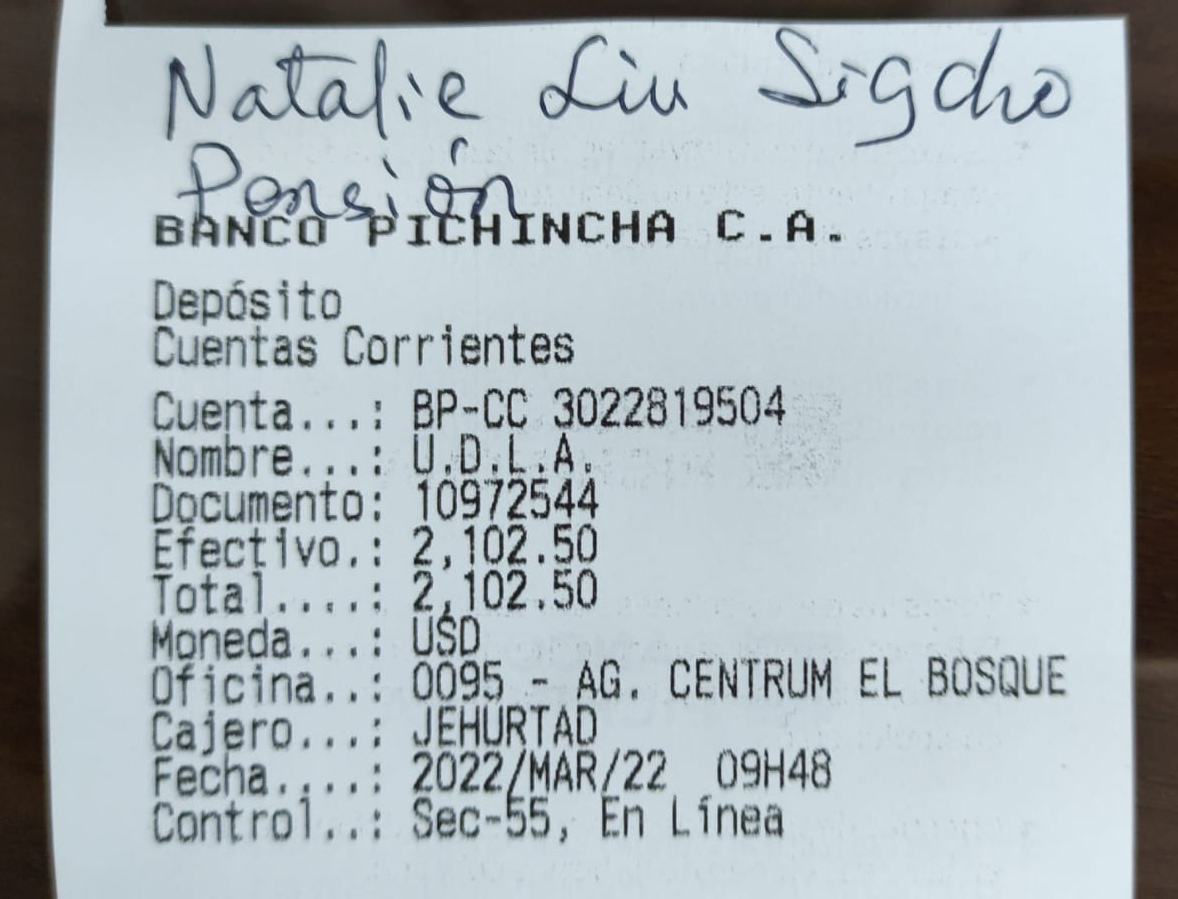 Natalie Liu Sigcho
Pensión
BANCO PICHINCHA C.A.
Depósito
Cuentas Corrientes
Cuenta...: BP-CC 3022819504
Nombre...: U.D.L.A.
Documento: 10972544
Efectivo.: 2,102.50
Total....: 2,102.50
Moneda...: USD
Oficina..: 0095 - AG. CENTRUM EL BOSQUE
Cajero...: JEHURTAD
Fecha....: 2022/MAR/22 09H48
Control..: Sec-55, En Línea